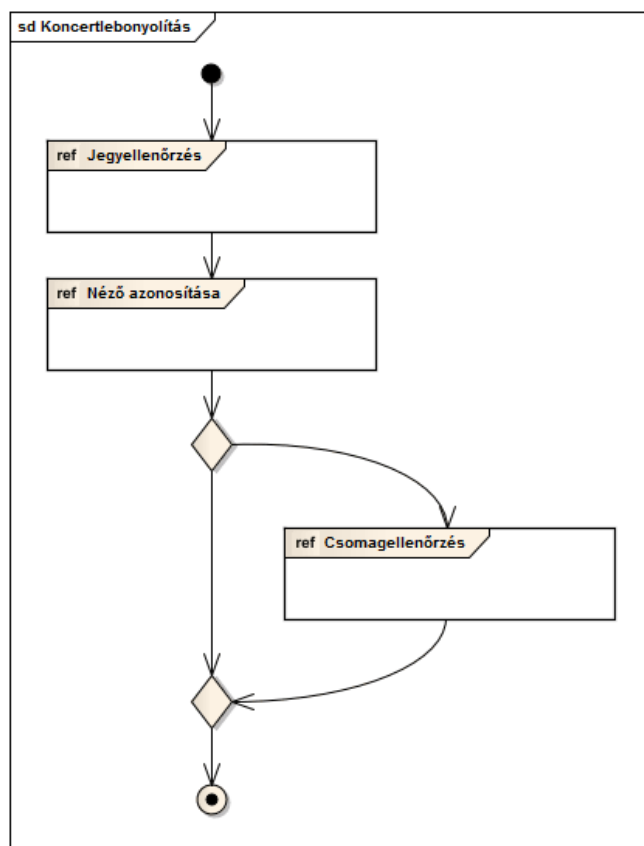 sd Koncertlebonyolítás
ref Jegyellenőrzés
ref Néző azonosítása
ref Csomagellenőrzés